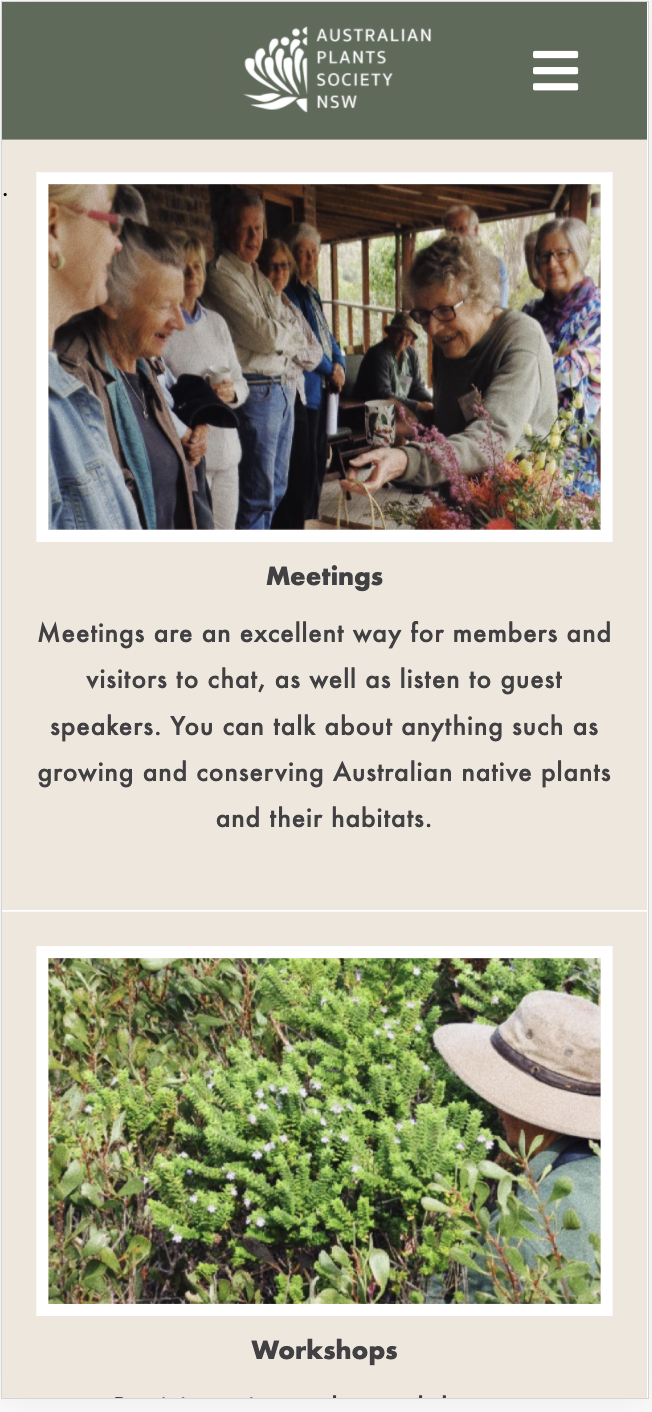 AUSTRALIAN
PLANTS
SOCIETY
NSW
Meetings
Meetings are an excellent way for members and
visitors to chat, as well as listen to guest
speakers. You can talk about anything such as
growing and conserving Australian native plants
and their habitats.
Workshops